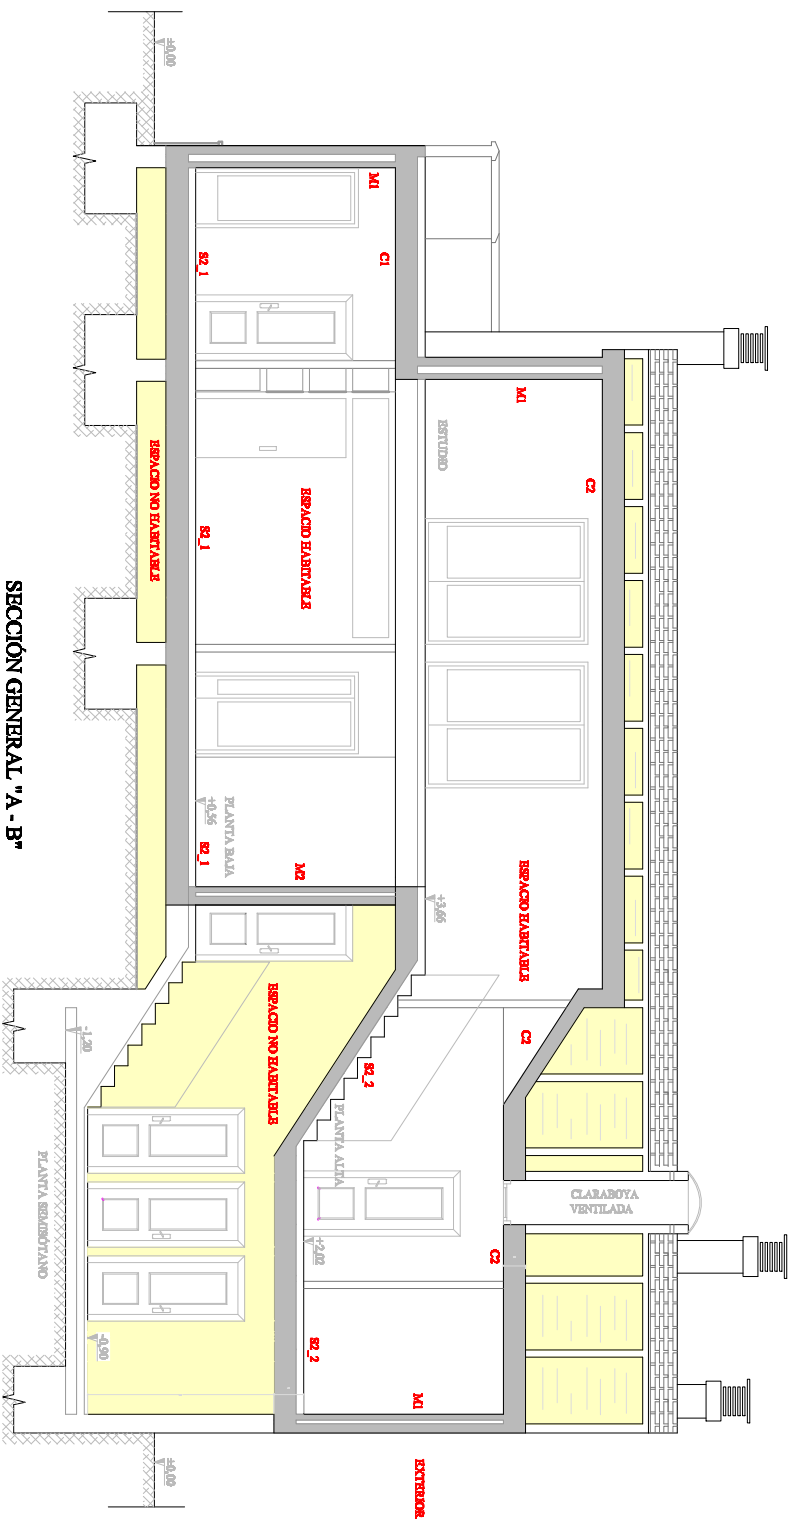 CLARABOYA
VENTILADA
C2
ESPACIO HABITABLE
C2
M1
C2
ESTUDIO
+3,66
EXTERIOR
M1
C1
M1
S2_2
PLANTA ALTA
+2,02
S2_2
ESPACIO HABITABLE
M2
ESPACIO NO HABITABLE
PLANTA BAJA
+0,56
S2_1
S2_1
S2_1
±0,00
±0,00
ESPACIO NO HABITABLE
-0,90
-1,20
PLANTA SEMISÓTANO
SECCIÓN GENERAL "A - B"